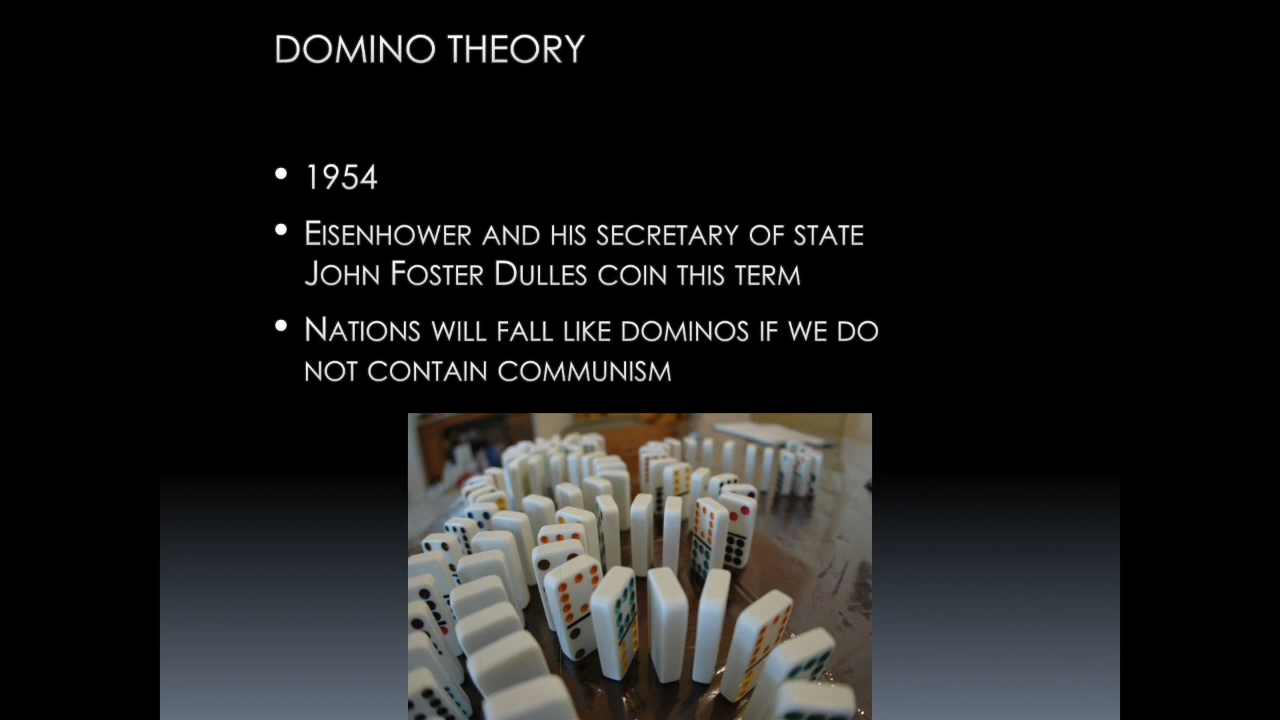 DOMINO THEORY
• 1954
• EISENHOWER AND HIS SECRETARY OF STATE
JOHN FOSTER DULLES COIN THIS TERM
• NATIONS WILL FALL LIKE DOMINOS IF WE DO
NOT CONTAIN COMMUNISM